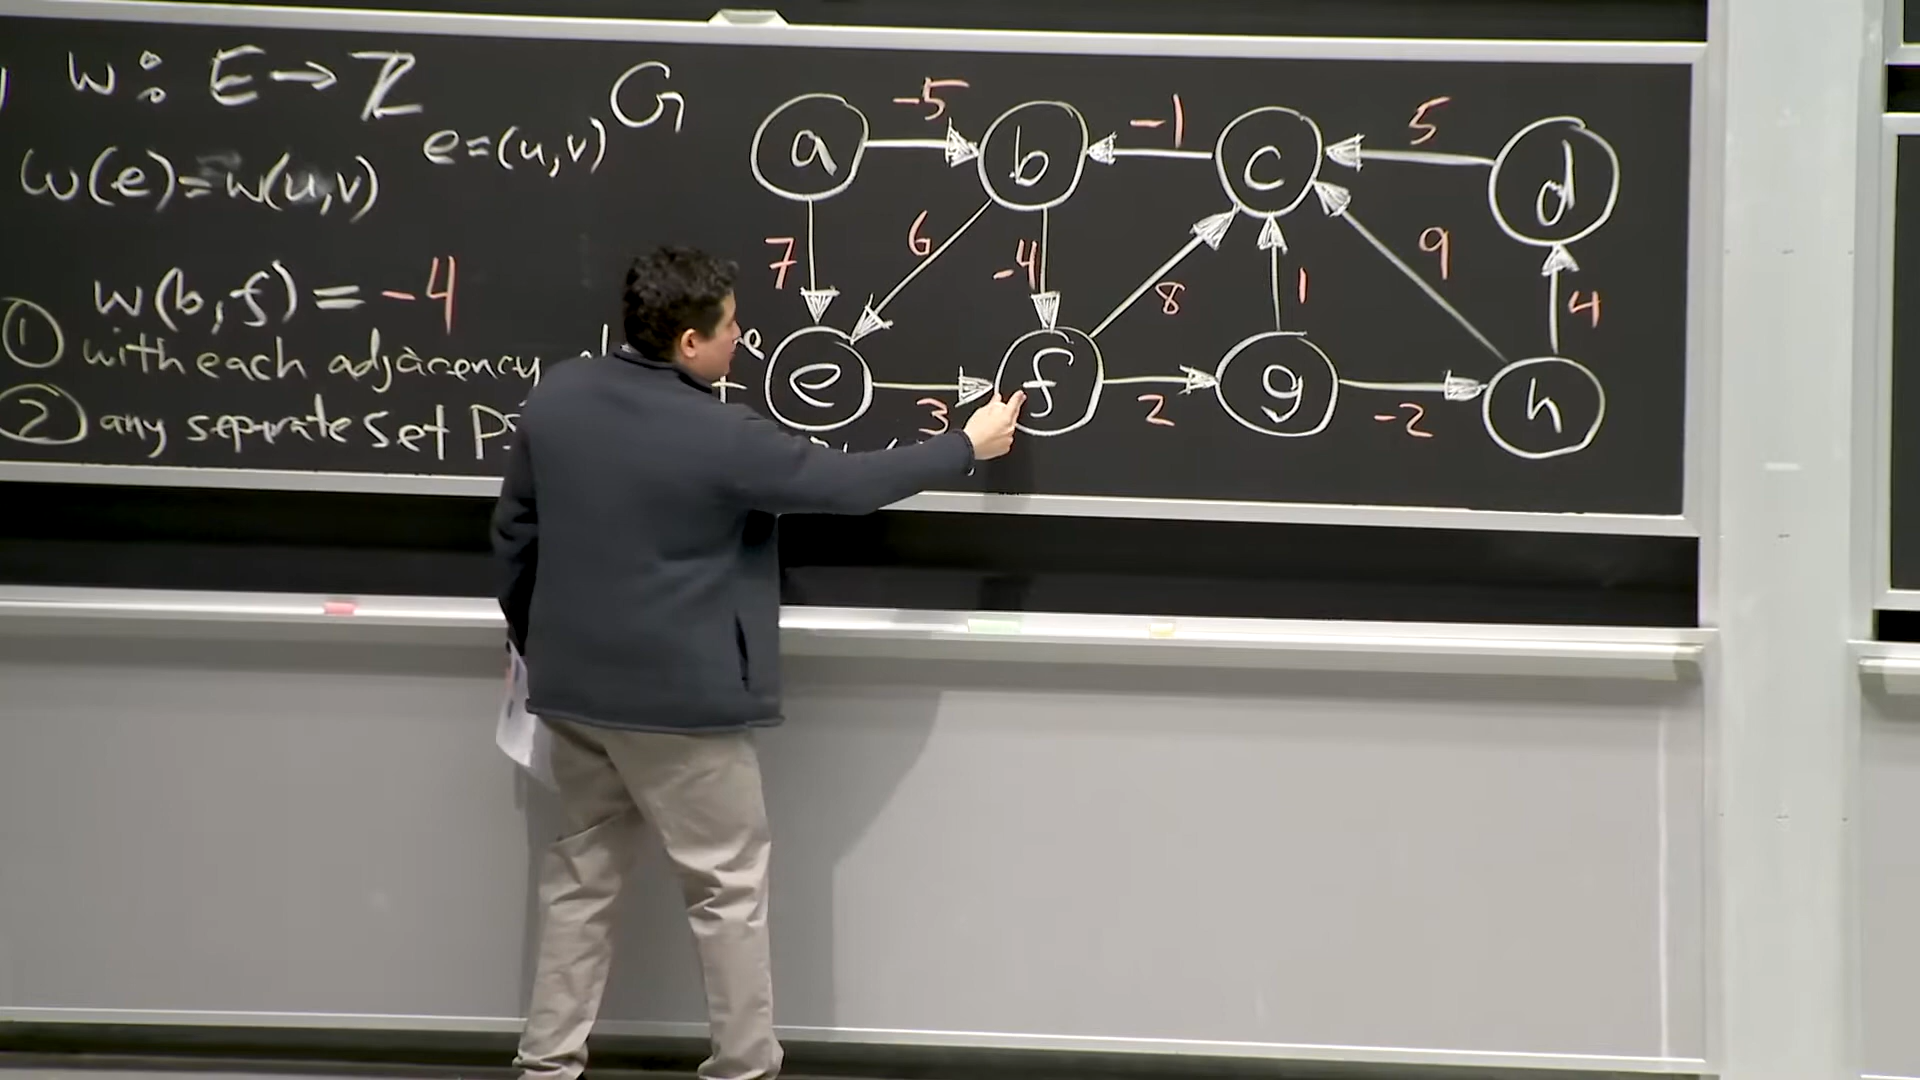 w: E→ℤ
e=(u,v)
w(e)=w(u,v)
w(b,f)=-4
① with each adjacency
② any separate set
G
-5 -1 5
a b c d
7 6 -4 8 1 9 4
e f g h
3 2 -2